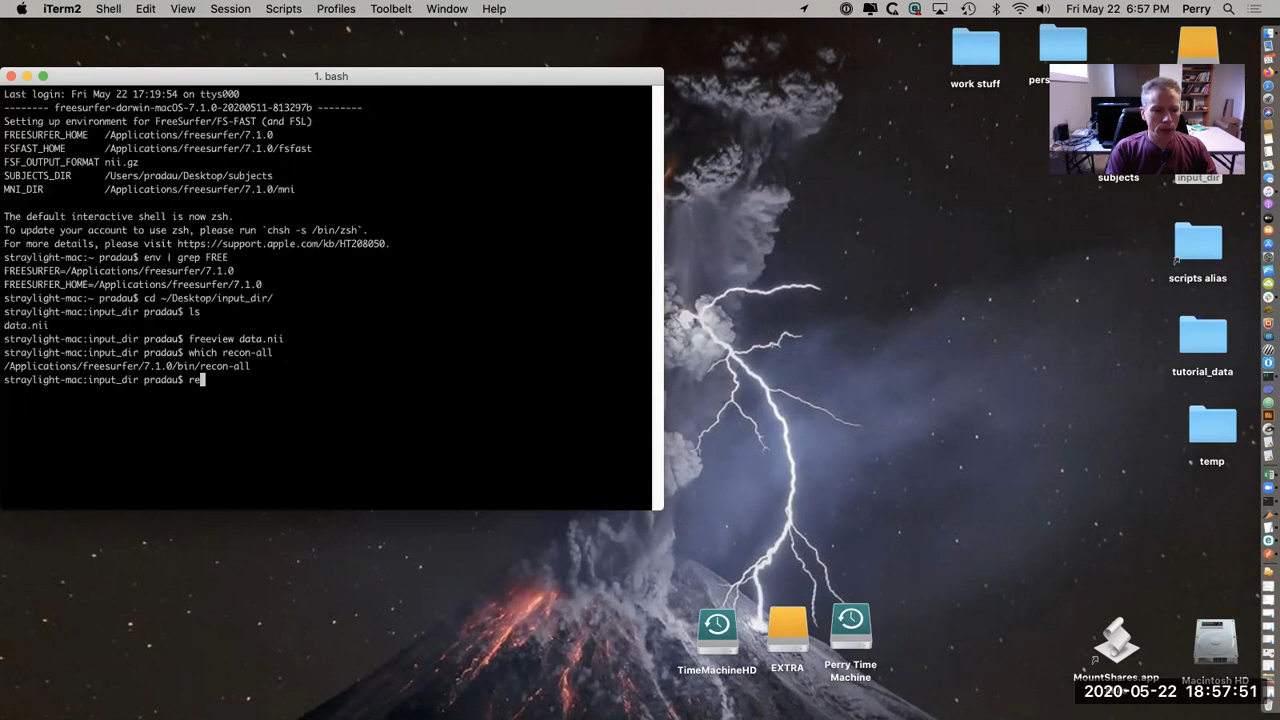 iTerm2 Shell Edit View Session Scripts Profiles Toolbelt Window Help
Fri May 22 6:57 PM Perry
1. bash
Last login: Fri May 22 17:19:54 on ttys000
-------- freesurfer-darwin-macOS-7.1.0-20200511-813297b --------
Setting up environment for FreeSurfer/FS-FAST (and FSL)
FREESURFER_HOME /Applications/freesurfer/7.1.0
FSFAST_HOME /Applications/freesurfer/7.1.0/fsfast
FSF_OUTPUT_FORMAT nii.gz
SUBJECTS_DIR /Users/pradau/Desktop/subjects
MNI_DIR /Applications/freesurfer/7.1.0/mni
The default interactive shell is now zsh.
To update your account to use zsh, please run `chsh -s /bin/zsh`.
For more details, please visit https://support.apple.com/kb/HT208050.
straylight-mac:~ pradau$ env | grep FREE
FREESURFER=/Applications/freesurfer/7.1.0
FREESURFER_HOME=/Applications/freesurfer/7.1.0
straylight-mac:~ pradau$ cd ~/Desktop/input_dir/
straylight-mac:input_dir pradau$ ls
data.nii
straylight-mac:input_dir pradau$ freeview data.nii
straylight-mac:input_dir pradau$ which recon-all
/Applications/freesurfer/7.1.0/bin/recon-all
straylight-mac:input_dir pradau$ re
work stuff
pers
subjects
input_dir
scripts alias
tutorial_data
temp
TimeMachineHD
EXTRA
Perry Time
Machine
MountShares.app
Macintosh HD
2020-05-22 18:57:51